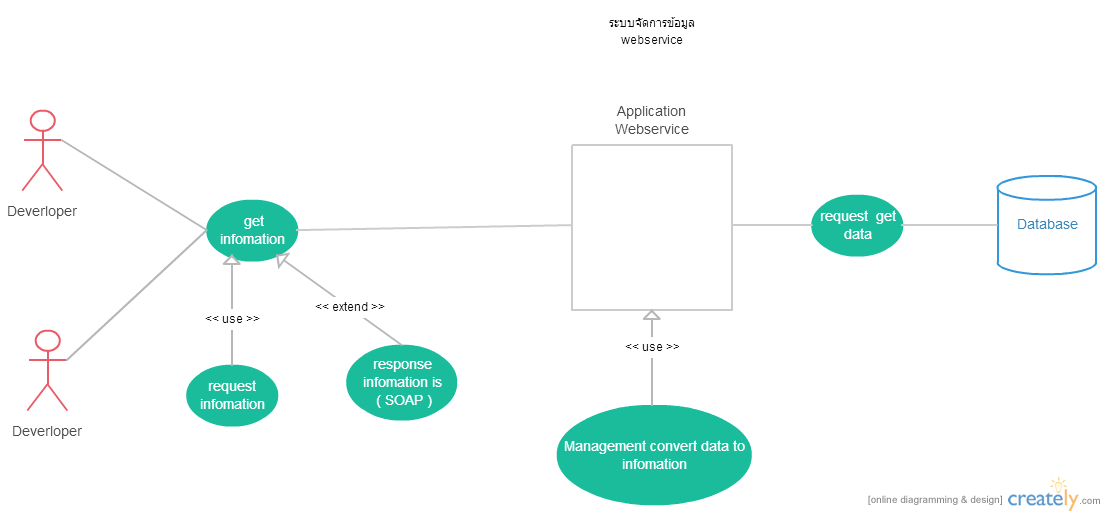 ระบบจัดการข้อมูล
webservice
Application
Webservice
Deverloper
get
infomation
request get
data
Database
<< use >>
<< extend >>
<< use >>
Deverloper
request
infomation
response
infomation is
( SOAP )
Management convert data to
infomation
[online diagramming & design] creately.com